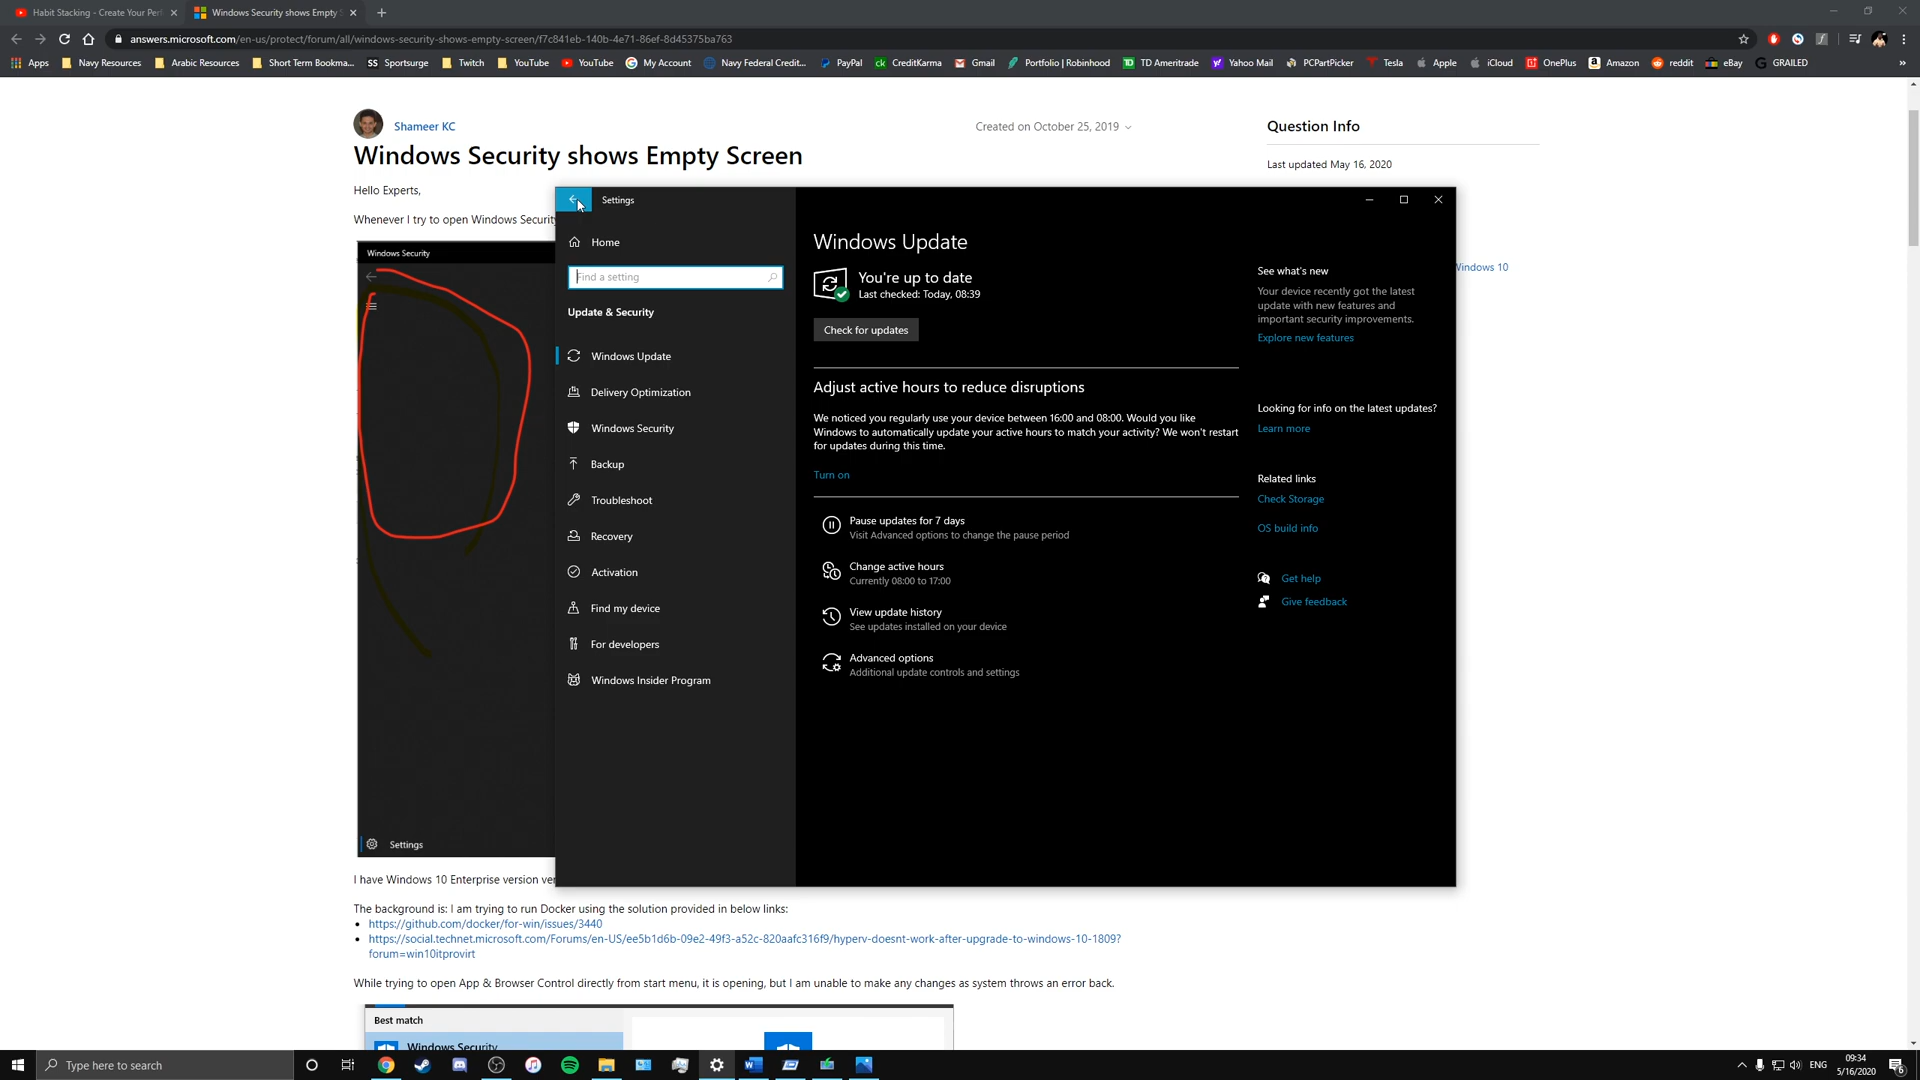 Habit Stacking - Create Your Per
Windows Security shows Empty S
answers.microsoft.com/en-us/protect/forum/all/windows-security-shows-empty-screen/f7c841eb-140b-4e71-86ef-8d45375ba763
Apps
Navy Resources
Arabic Resources
Short Term Bookma...
SS Sportsurge
Twitch
YouTube
YouTube
My Account
Navy Federal Credit...
PayPal
ck CreditKarma
Gmail
Portfolio | Robinhood
TD Ameritrade
Yahoo Mail
PCPartPicker
Tesla
Apple
iCloud
OnePlus
Amazon
reddit
eBay
GRAILED
»
Shameer KC
Created on October 25, 2019
Windows Security shows Empty Screen
Hello Experts,
Whenever I try to open Windows Security
Question Info
Last updated May 16, 2020
Windows 10
Windows Security
Settings
Settings
Home
Find a setting
Update & Security
Windows Update
Delivery Optimization
Windows Security
Backup
Troubleshoot
Recovery
Activation
Find my device
For developers
Windows Insider Program
Windows Update
You're up to date
Last checked: Today, 08:39
Check for updates
Adjust active hours to reduce disruptions
We noticed you regularly use your device between 16:00 and 08:00. Would you like
Windows to automatically update your active hours to match your activity? We won't restart
for updates during this time.
Turn on
Pause updates for 7 days
Visit Advanced options to change the pause period
Change active hours
Currently 08:00 to 17:00
View update history
See updates installed on your device
Advanced options
Additional update controls and settings
See what's new
Your device recently got the latest
update with new features and
important security improvements.
Explore new features
Looking for info on the latest updates?
Learn more
Related links
Check Storage
OS build info
Get help
Give feedback
I have Windows 10 Enterprise version ver
The background is: I am trying to run Docker using the solution provided in below links:
• https://github.com/docker/for-win/issues/3440
• https://social.technet.microsoft.com/Forums/en-US/ee5b1d6b-09e2-49f3-a52c-820aafc316f9/hyperv-doesnt-work-after-upgrade-to-windows-10-1809?
forum=win10itprovirt
While trying to open App & Browser Control directly from start menu, it is opening, but I am unable to make any changes as system throws an error back.
Best match
Windows Security
Type here to search
ENG
09:34
5/16/2020
6